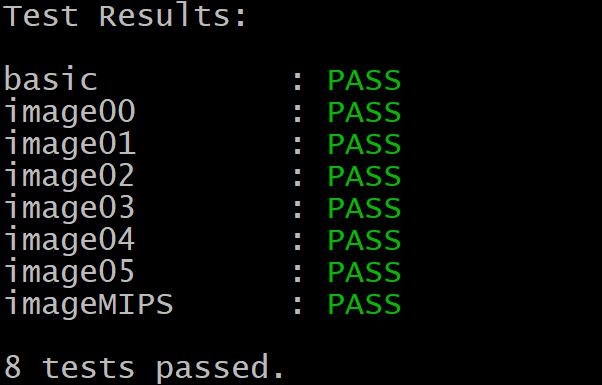 Test Results:
basic : PASS
image00 : PASS
image01 : PASS
image02 : PASS
image03 : PASS
image04 : PASS
image05 : PASS
imageMIPS : PASS
8 tests passed.